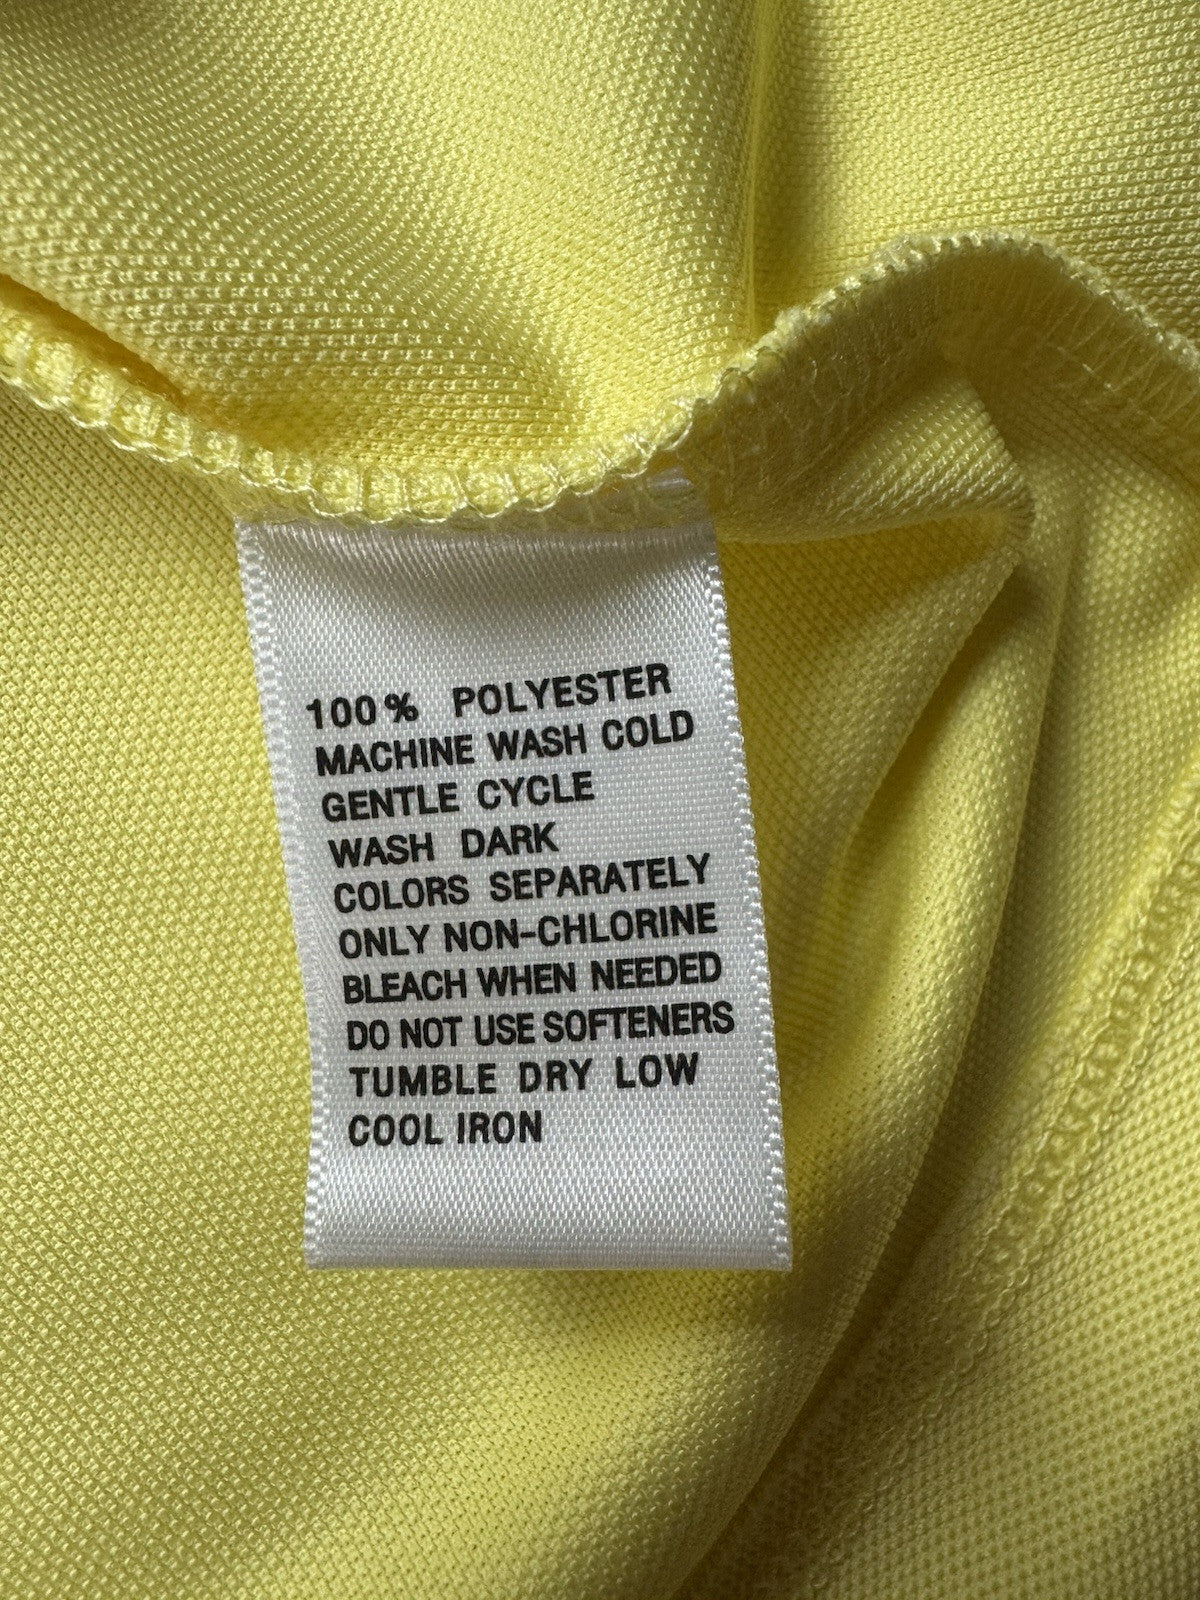 100% POLYESTER
MACHINE WASH COLD
GENTLE CYCLE
WASH DARK
COLORS SEPARATELY
ONLY NON-CHLORINE
BLEACH WHEN NEEDED
DO NOT USE SOFTENERS
TUMBLE DRY LOW
COOL IRON